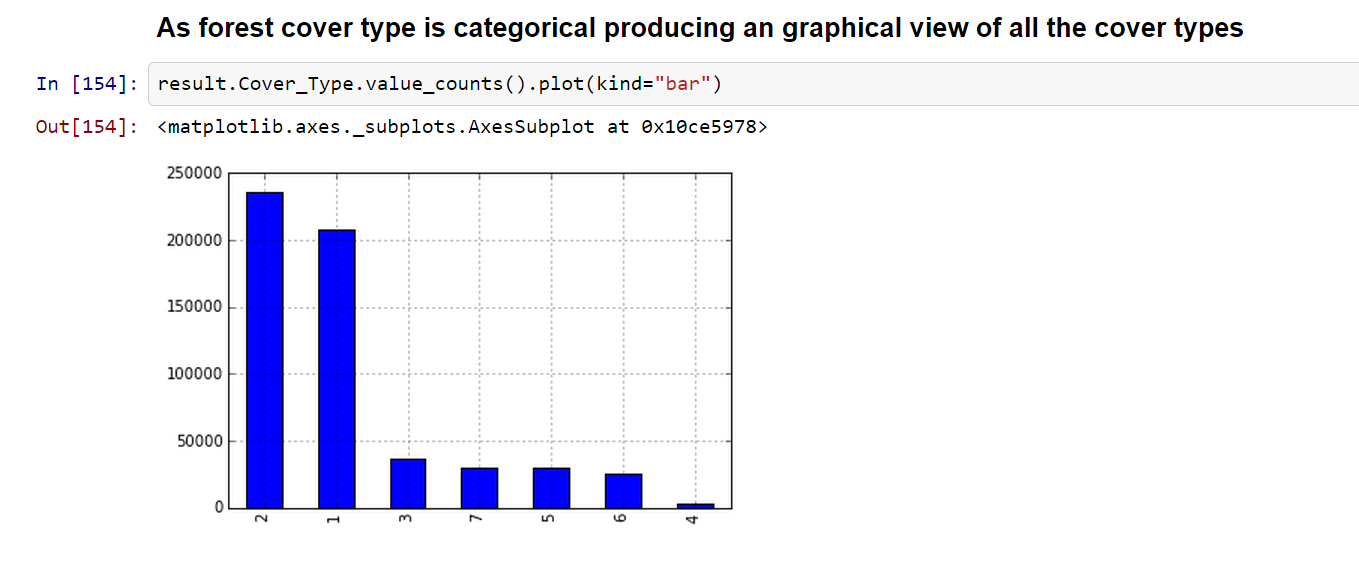 As forest cover type is categorical producing an graphical view of all the cover types
In [154]: result.Cover_Type.value_counts().plot(kind="bar")
Out[154]: <matplotlib.axes._subplots.AxesSubplot at 0x10ce5978>
250000
200000
150000
100000
50000
0
2 1 3 7 5 6 4